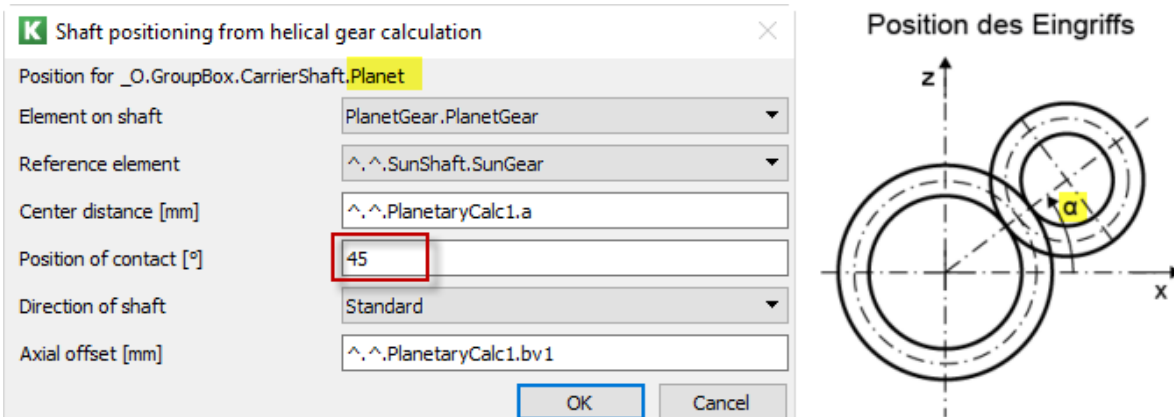 K Shaft positioning from helical gear calculation
Position for _O.GroupBox.CarrierShaft.Planet
Element on shaft PlanetGear.PlanetGear
Reference element ^.^.SunShaft.SunGear
Center distance [mm] ^.^.PlanetaryCalc1.a
Position of contact [°] 45
Direction of shaft Standard
Axial offset [mm] ^.^.PlanetaryCalc1.bv1
OK Cancel
Position des Eingriffs
z
α
x